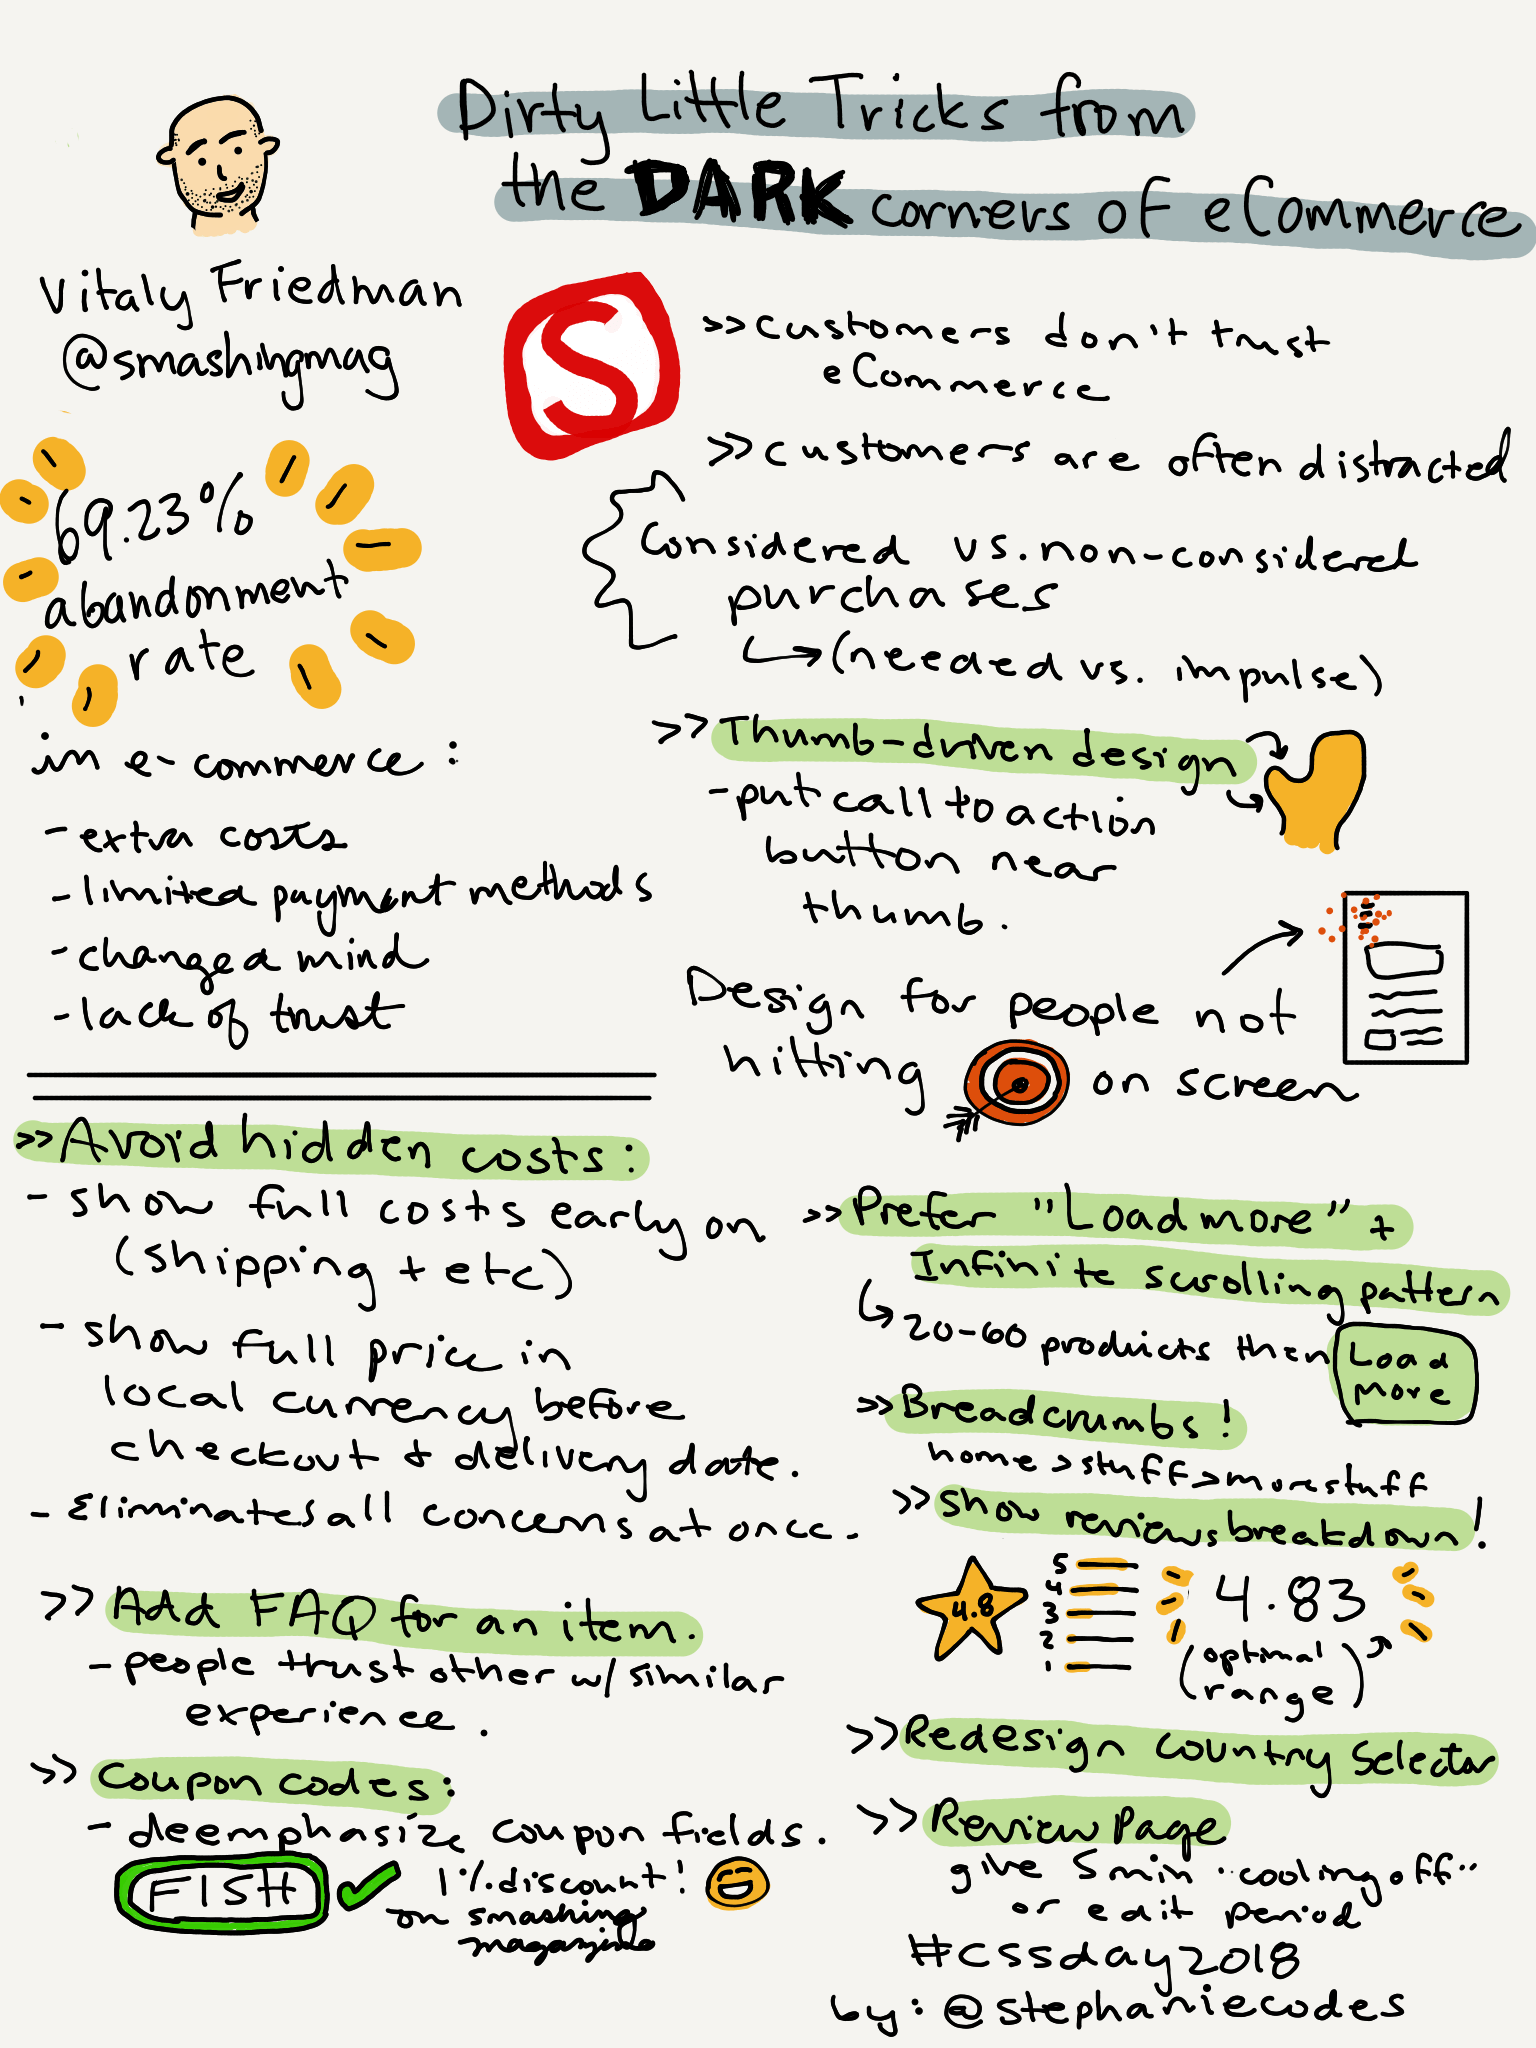 Dirty Little Tricks from
the DARK corners of eCommerce
Vitaly Friedman
@smashingmag
S
69.23%
abandonment
rate
in e-commerce:
- extra costs
- limited payment methods
- change a mind
- lack of trust
>> customers don't trust
eCommerce
>> customers are often distracted
Considered vs. non-considered
purchases
(needed vs. impulse)
>> Thumb-driven design
- put call to action
button near
thumb.
Design for people not
hitting on screen
>> Avoid hidden costs:
- show full costs early on
(shipping + etc)
- show full price in
local currency before
checkout + delivery date.
- Eliminates all concerns at once.
>> Add FAQ for an item.
- people trust other w/ similar
experience.
>> Coupon codes:
- deemphasize coupon fields.
FISH
1% discount!
on smashing
magazine
>> Prefer "Load more" +
Infinite scrolling pattern
20-60 products then
Load
more
>> Breadcrumbs!
home > stuff > more stuff
>> show reviews breakdown!
4.8
5
4
3
2
1
4.83
(optimal
range)
>> Redesign country selector
>> Review Page
give 5 min "cooling off"
or edit period
#cssday2018
by: @stephaniecodes